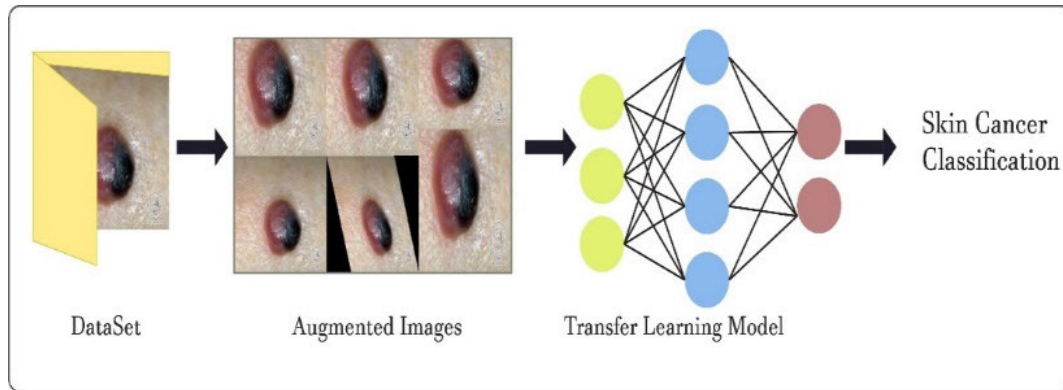 DataSet
Augmented Images
Transfer Learning Model
Skin Cancer
Classification